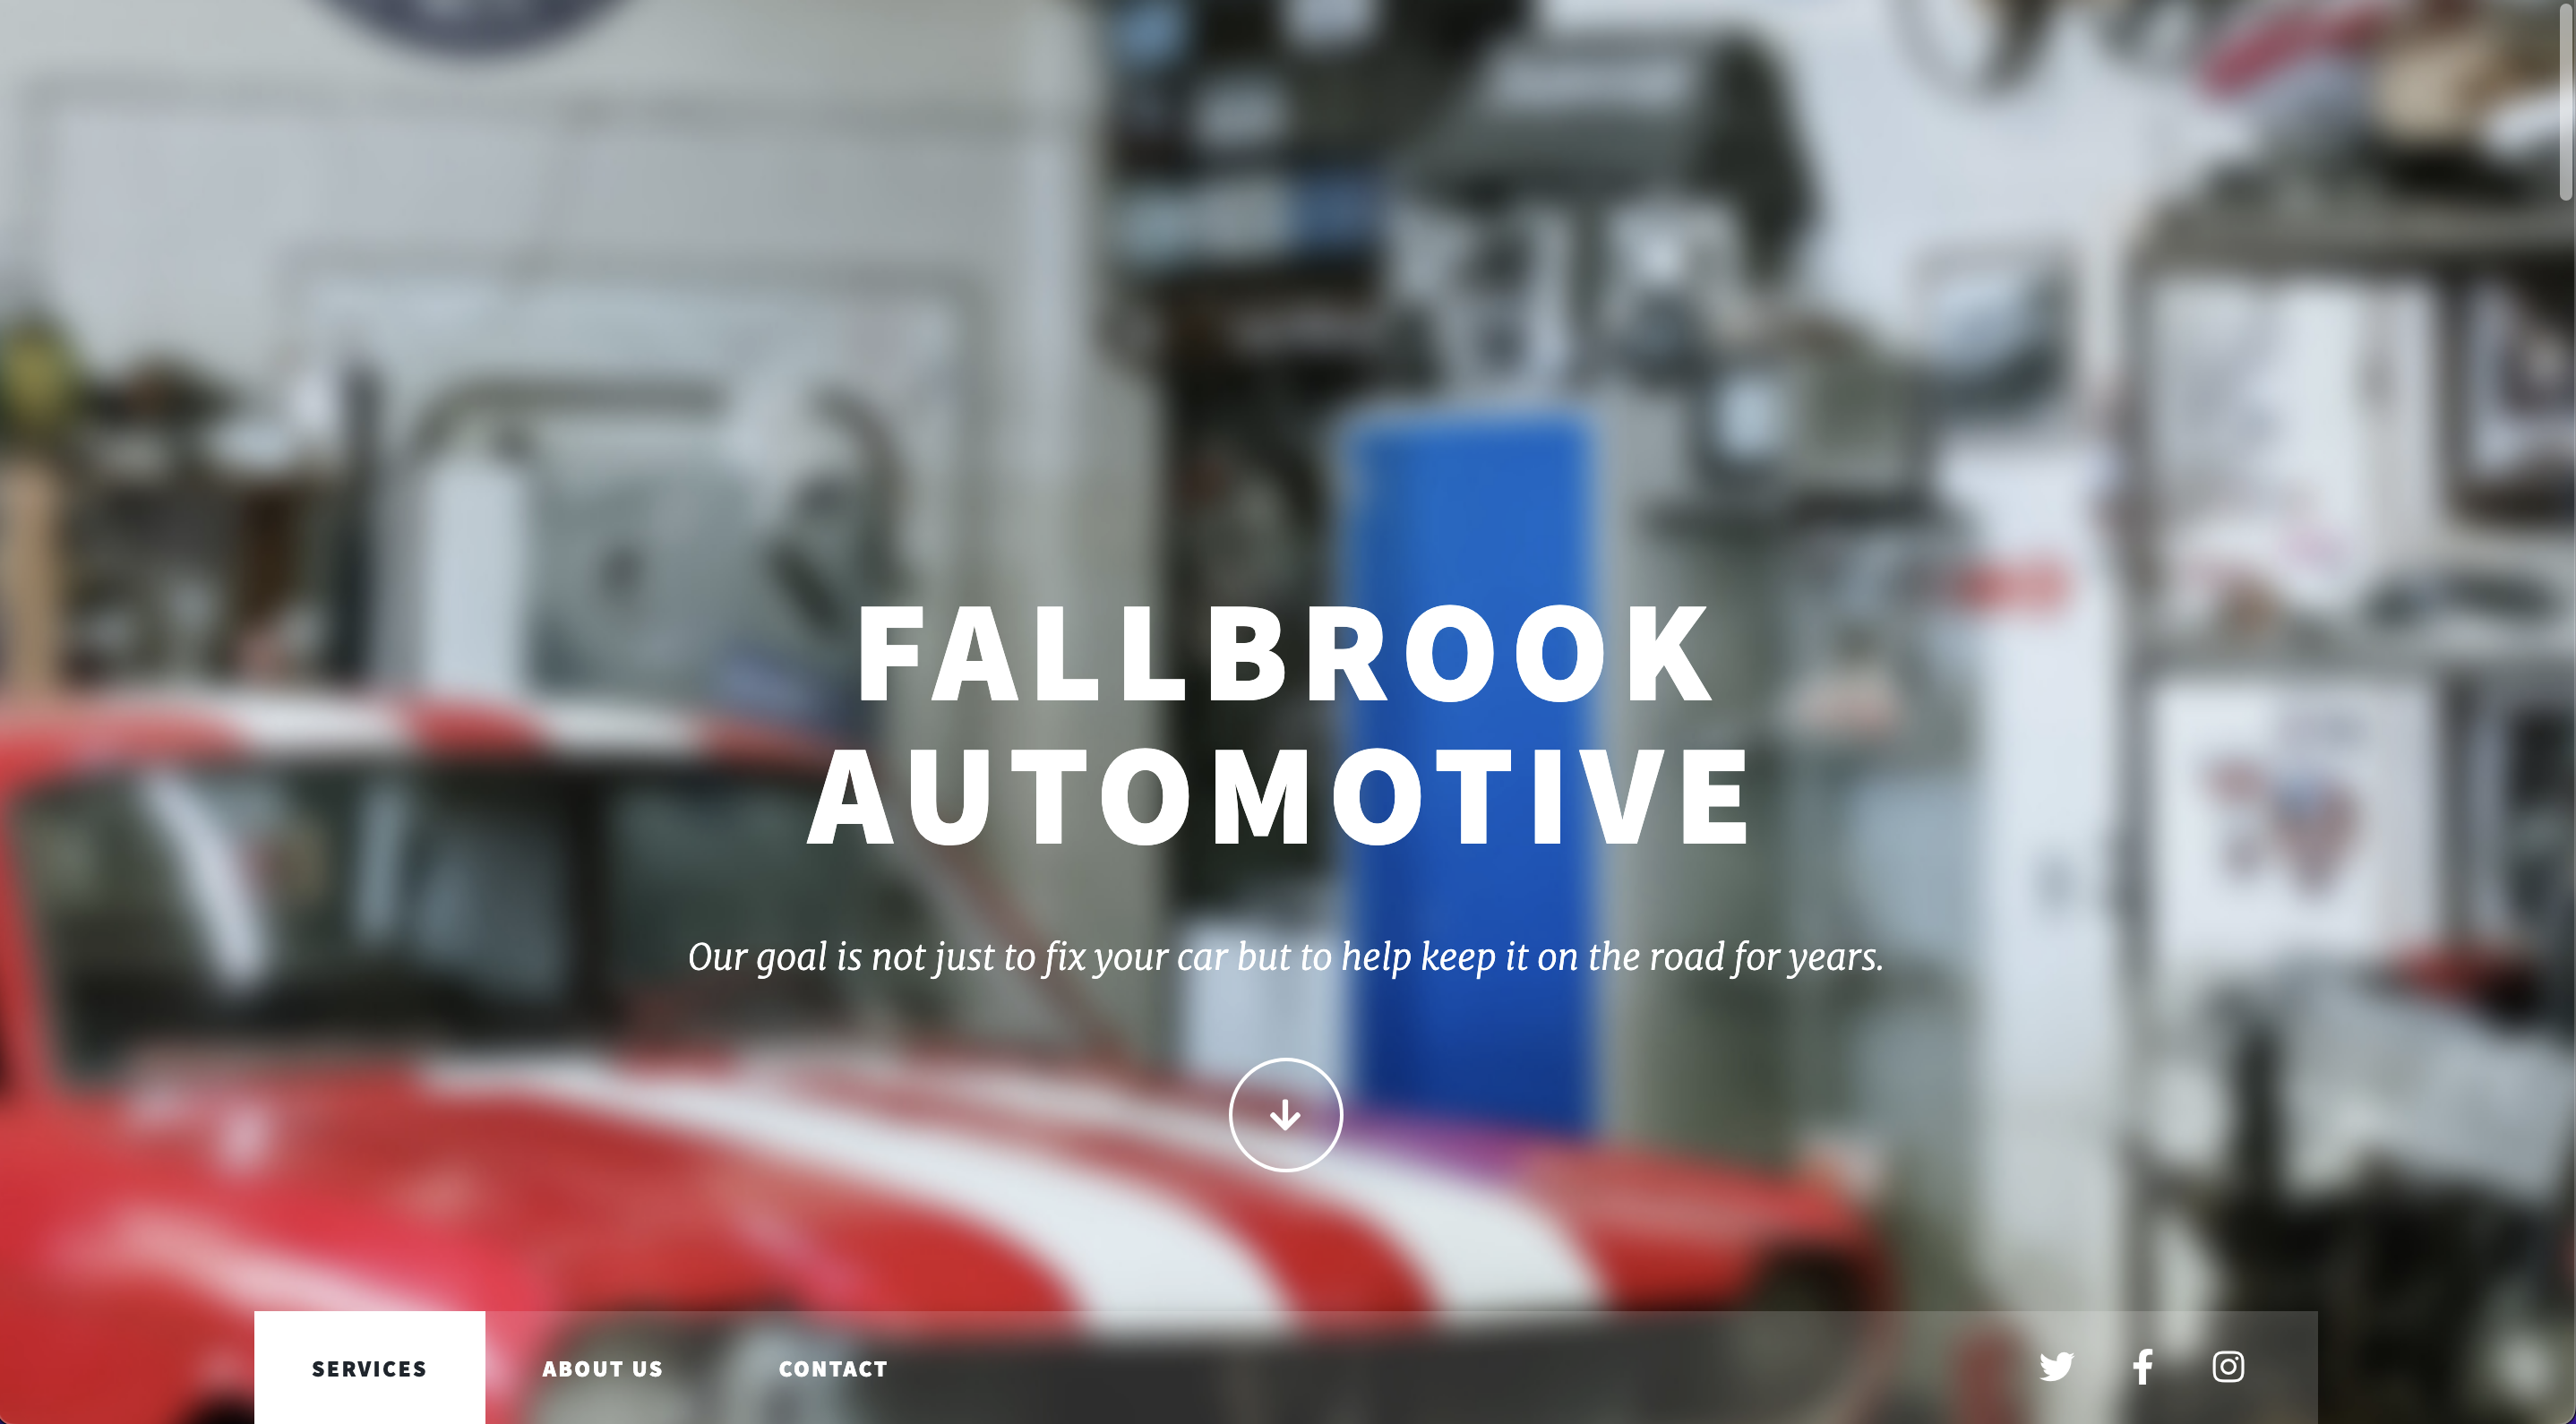 FALLBROOK
AUTOMOTIVE
Our goal is not just to fix your car but to help keep it on the road for years.
SERVICES ABOUT US CONTACT